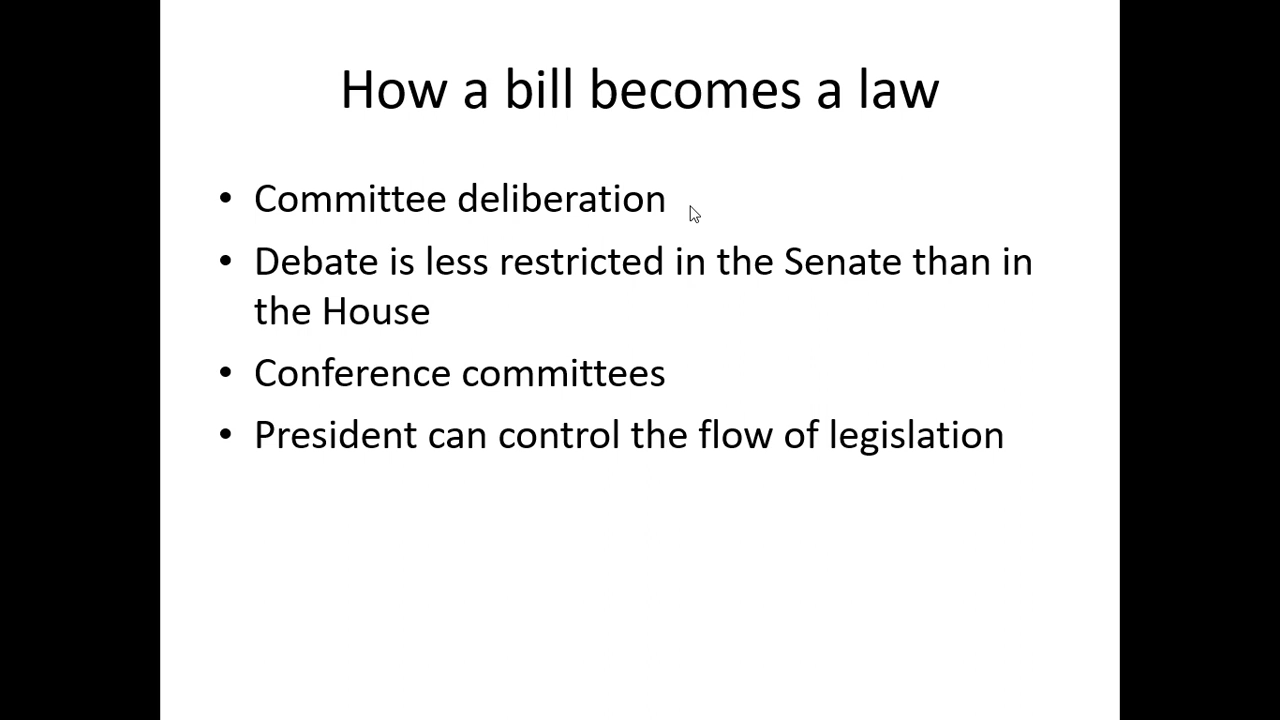 How a bill becomes a law
• Committee deliberation
• Debate is less restricted in the Senate than in
the House
• Conference committees
• President can control the flow of legislation